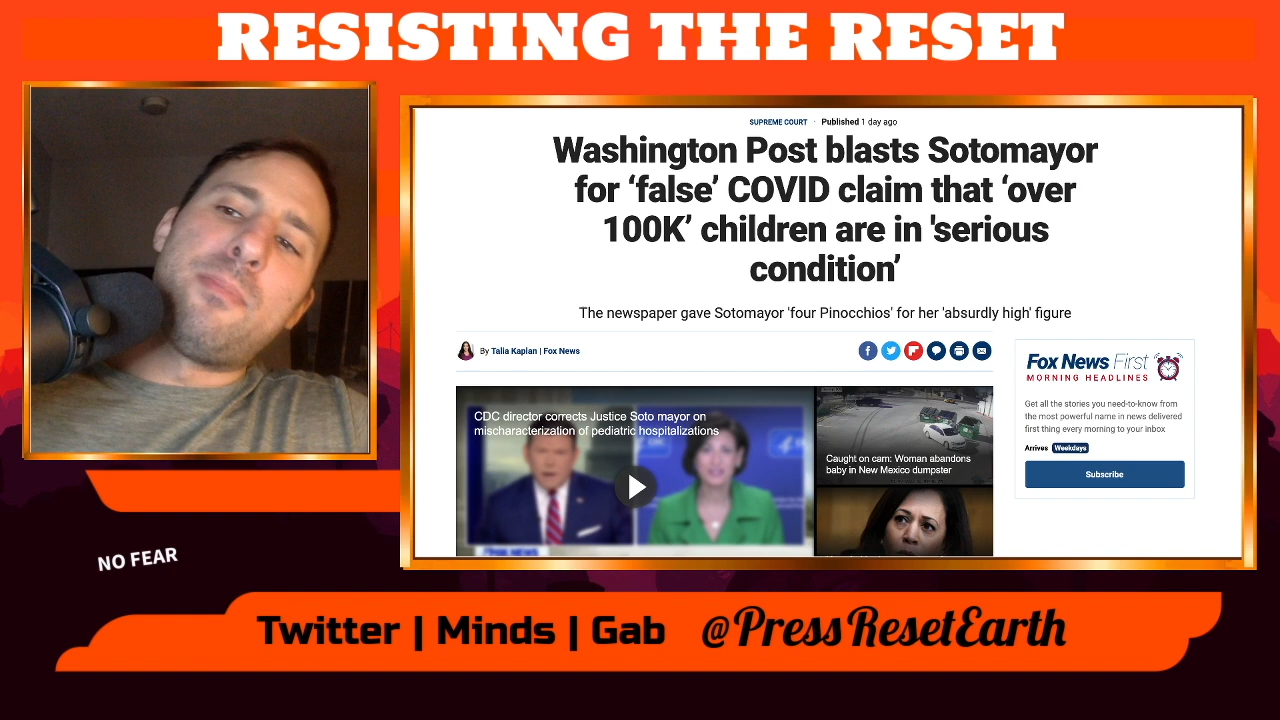 RESISTING THE RESET
SUPREME COURT · Published 1 day ago
Washington Post blasts Sotomayor
for ‘false’ COVID claim that ‘over
100K’ children are in 'serious
condition’
The newspaper gave Sotomayor 'four Pinocchios' for her 'absurdly high' figure
By Talia Kaplan | Fox News
Fox News First
MORNING HEADLINES
Get all the stories you need-to-know from
the most powerful name in news delivered
first thing every morning to your inbox
Arrives Weekdays
Subscribe
CDC director corrects Justice Soto mayor on
mischaracterization of pediatric hospitalizations
Caught on cam: Woman abandons
baby in New Mexico dumpster
FOX NEWS
NO FEAR
Twitter | Minds | Gab @PressResetEarth